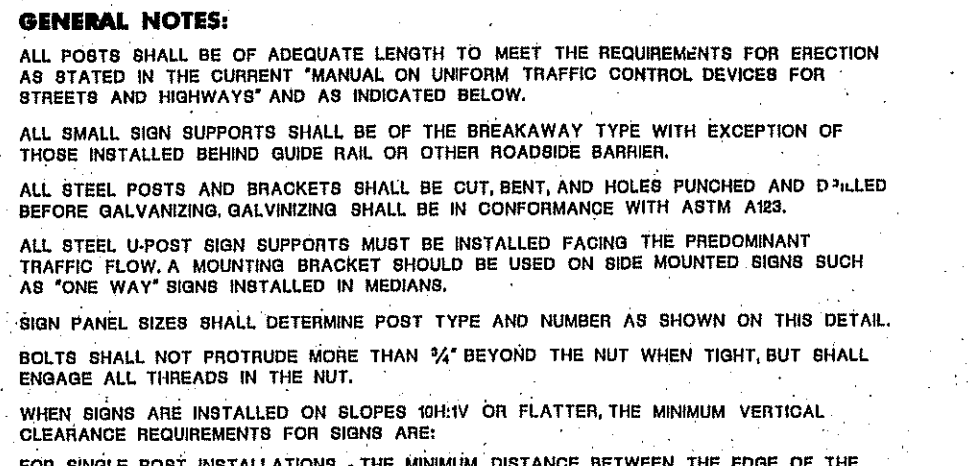 GENERAL NOTES:
ALL POSTS SHALL BE OF ADEQUATE LENGTH TO MEET THE REQUIREMENTS FOR ERECTION
AS STATED IN THE CURRENT "MANUAL ON UNIFORM TRAFFIC CONTROL DEVICES FOR
STREETS AND HIGHWAYS" AND AS INDICATED BELOW.
ALL SMALL SIGN SUPPORTS SHALL BE OF THE BREAKAWAY TYPE WITH EXCEPTION OF
THOSE INSTALLED BEHIND GUIDE RAIL OR OTHER ROADSIDE BARRIER.
ALL STEEL POSTS AND BRACKETS SHALL BE CUT, BENT, AND HOLES PUNCHED AND DRILLED
BEFORE GALVANIZING. GALVINIZING SHALL BE IN CONFORMANCE WITH ASTM A123.
ALL STEEL U-POST SIGN SUPPORTS MUST BE INSTALLED FACING THE PREDOMINANT
TRAFFIC FLOW. A MOUNTING BRACKET SHOULD BE USED ON SIDE MOUNTED SIGNS SUCH
AS "ONE WAY" SIGNS INSTALLED IN MEDIANS.
SIGN PANEL SIZES SHALL DETERMINE POST TYPE AND NUMBER AS SHOWN ON THIS DETAIL.
BOLTS SHALL NOT PROTRUDE MORE THAN ¾" BEYOND THE NUT WHEN TIGHT, BUT SHALL
ENGAGE ALL THREADS IN THE NUT.
WHEN SIGNS ARE INSTALLED ON SLOPES 10H:1V OR FLATTER, THE MINIMUM VERTICAL
CLEARANCE REQUIREMENTS FOR SIGNS ARE:
FOR SINGLE POST INSTALLATIONS - THE MINIMUM DISTANCE BETWEEN THE EDGE OF THE